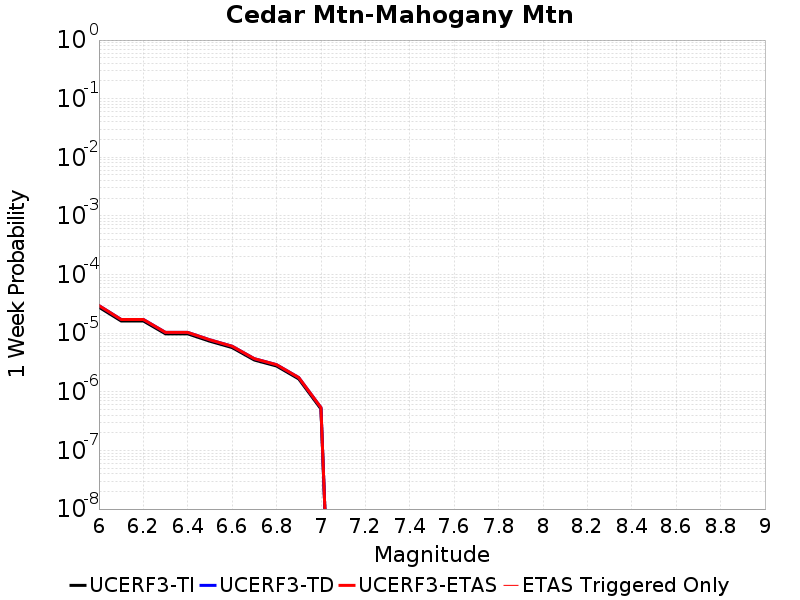 Cedar Mtn-Mahogany Mtn
1 Week Probability
10^0
10^-1
10^-2
10^-3
10^-4
10^-5
10^-6
10^-7
10^-8
6 6.2 6.4 6.6 6.8 7 7.2 7.4 7.6 7.8 8 8.2 8.4 8.6 8.8 9
Magnitude
UCERF3-TI UCERF3-TD UCERF3-ETAS ETAS Triggered Only